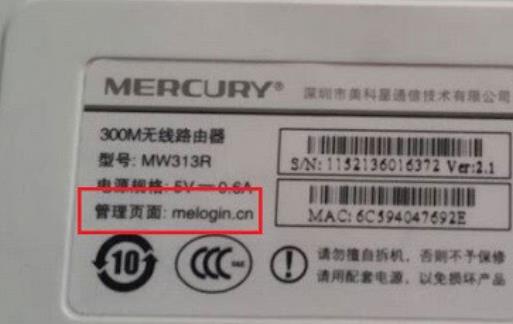 MERCURY® 深圳市美科星通信技术有限公司
300M无线路由器
型号: MW313R
S/N: 1152136016372 Ver:2.1
电源规格: 5V⎓0.6A
管理页面: melogin.cn
MAC: 6C594047692E
10
CCC
请勿擅自拆机，否则不予保修
请用配套电源，以免损坏产品